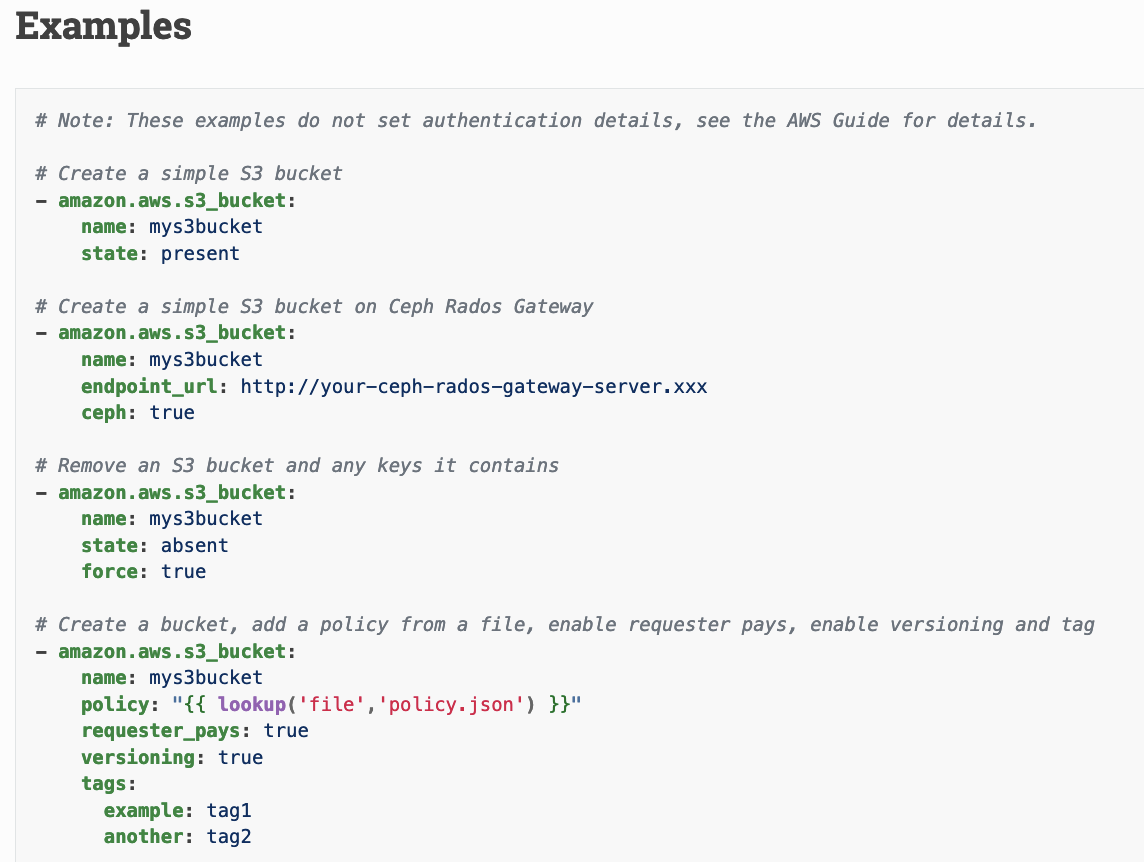 Examples
# Note: These examples do not set authentication details, see the AWS Guide for details.
# Create a simple S3 bucket
- amazon.aws.s3_bucket:
    name: mys3bucket
    state: present
# Create a simple S3 bucket on Ceph Rados Gateway
- amazon.aws.s3_bucket:
    name: mys3bucket
    endpoint_url: http://your-ceph-rados-gateway-server.xxx
    ceph: true
# Remove an S3 bucket and any keys it contains
- amazon.aws.s3_bucket:
    name: mys3bucket
    state: absent
    force: true
# Create a bucket, add a policy from a file, enable requester pays, enable versioning and tag
- amazon.aws.s3_bucket:
    name: mys3bucket
    policy: "{{ lookup('file','policy.json') }}"
    requester_pays: true
    versioning: true
    tags:
      example: tag1
      another: tag2